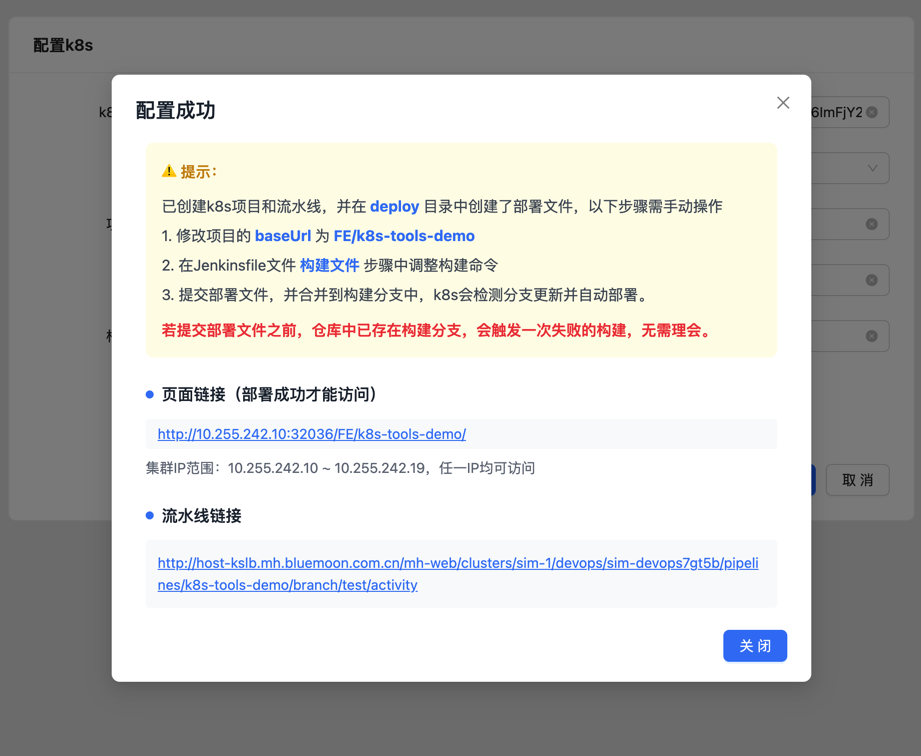 配置k8s
配置成功
6ImFjY2
提示：
已创建k8s项目和流水线，并在 deploy 目录中创建了部署文件，以下步骤需手动操作
1. 修改项目的 baseUrl 为 FE/k8s-tools-demo
2. 在Jenkinsfile文件 构建文件 步骤中调整构建命令
3. 提交部署文件，并合并到构建分支中，k8s会检测分支更新并自动部署。
若提交部署文件之前，仓库中已存在构建分支，会触发一次失败的构建，无需理会。
页面链接（部署成功才能访问）
http://10.255.242.10:32036/FE/k8s-tools-demo/
集群IP范围：10.255.242.10 ~ 10.255.242.19，任一IP均可访问
取 消
流水线链接
http://host-kslb.mh.bluemoon.com.cn/mh-web/clusters/sim-1/devops/sim-devops7gt5b/pipeli
nes/k8s-tools-demo/branch/test/activity
关 闭